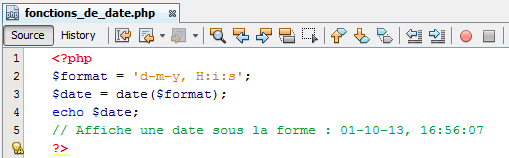 fonctions_de_date.php
Source History
1 <?php
2 $format = 'd-m-y, H:i:s';
3 $date = date($format);
4 echo $date;
5 // Affiche une date sous la forme : 01-10-13, 16:56:07
?>